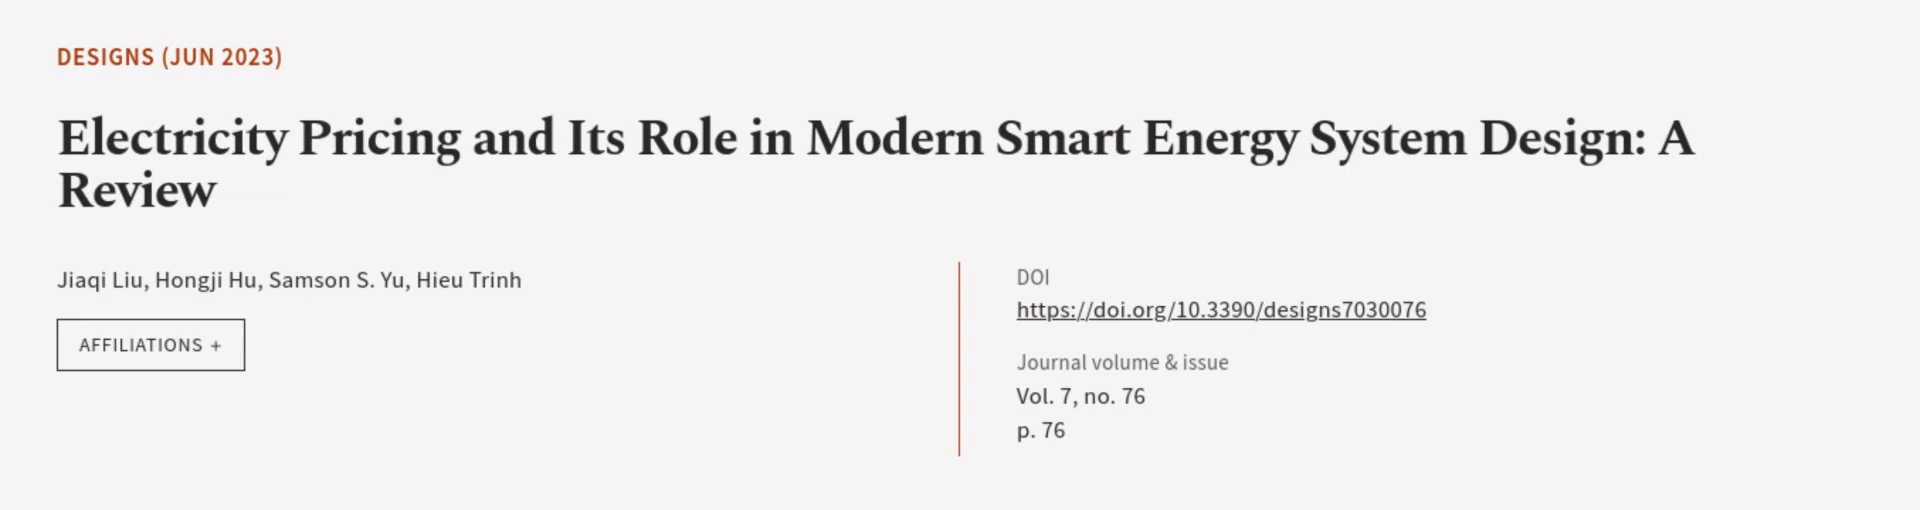 DESIGNS (JUN 2023)
Electricity Pricing and Its Role in Modern Smart Energy System Design: A
Review
Jiaqi Liu, Hongji Hu, Samson S. Yu, Hieu Trinh
AFFILIATIONS +
DOI
https://doi.org/10.3390/designs7030076
Journal volume & issue
Vol. 7, no. 76
p. 76